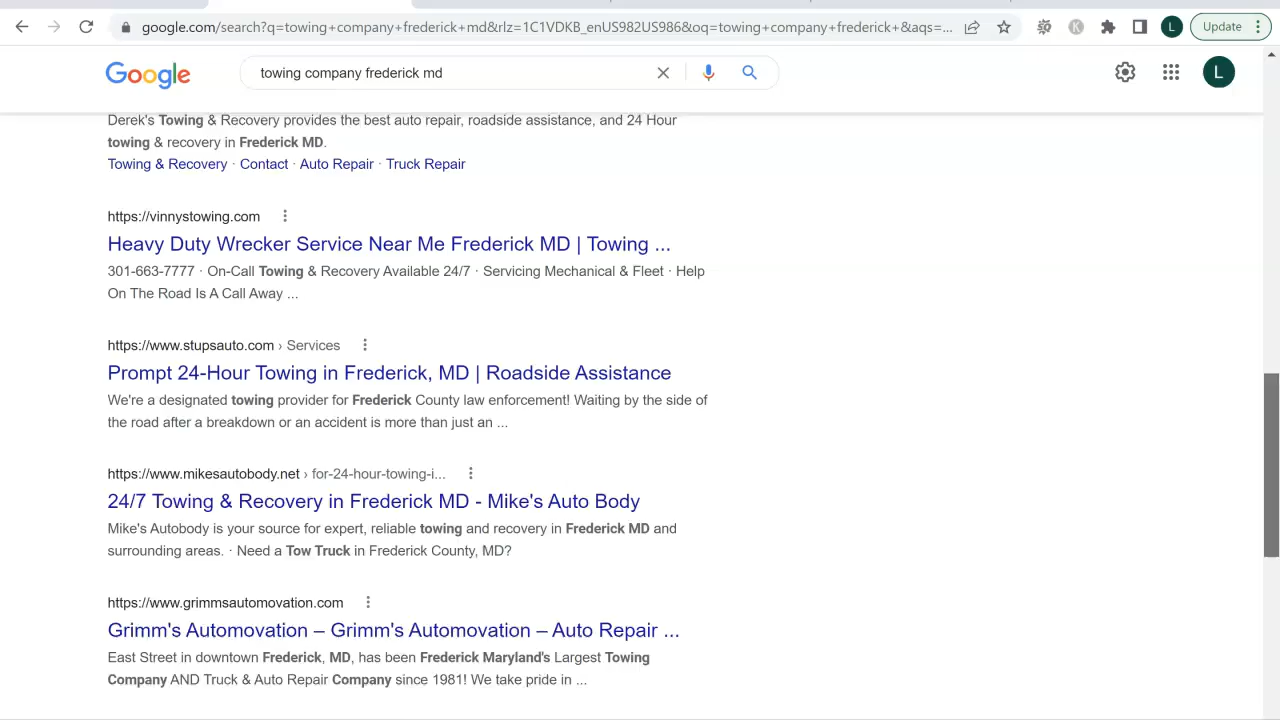 google.com/search?q=towing+company+frederick+md&rlz=1C1VDKB_enUS982US986&oq=towing+company+frederick+&aqs=...
K
L
Update
Google
towing company frederick md
L
Derek's Towing & Recovery provides the best auto repair, roadside assistance, and 24 Hour
towing & recovery in Frederick MD.
Towing & Recovery · Contact · Auto Repair · Truck Repair
https://vinnystowing.com
Heavy Duty Wrecker Service Near Me Frederick MD | Towing ...
301-663-7777 · On-Call Towing & Recovery Available 24/7 · Servicing Mechanical & Fleet · Help
On The Road Is A Call Away ...
https://www.stupsauto.com › Services
Prompt 24-Hour Towing in Frederick, MD | Roadside Assistance
We're a designated towing provider for Frederick County law enforcement! Waiting by the side of
the road after a breakdown or an accident is more than just an ...
https://www.mikesautobody.net › for-24-hour-towing-i...
24/7 Towing & Recovery in Frederick MD - Mike's Auto Body
Mike's Autobody is your source for expert, reliable towing and recovery in Frederick MD and
surrounding areas. · Need a Tow Truck in Frederick County, MD?
https://www.grimmsautomovation.com
Grimm's Automovation – Grimm's Automovation – Auto Repair ...
East Street in downtown Frederick, MD, has been Frederick Maryland's Largest Towing
Company AND Truck & Auto Repair Company since 1981! We take pride in ...